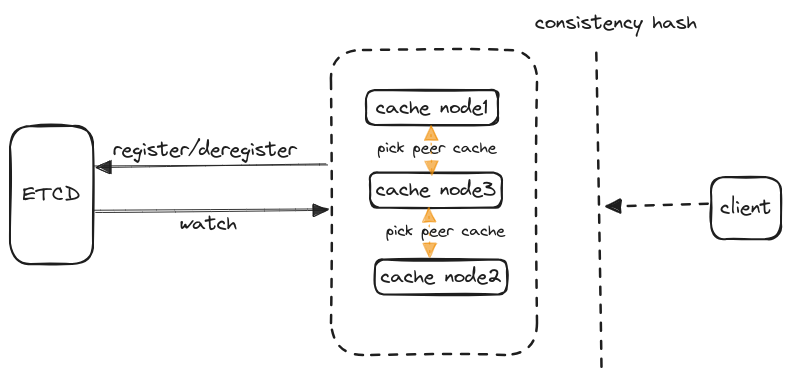 consistency hash
cache node1
pick peer cache
register/deregister
ETCD
cache node3
client
watch
pick peer cache
cache node2